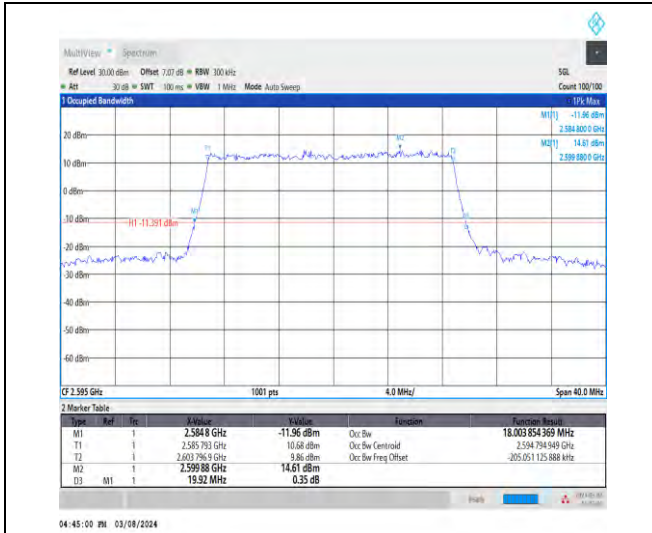 MultiView Spectrum
Ref Level 30.00 dBm Offset 7.07 dB RBW 300 kHz SGL
Att 30 dB SWT 100 ms VBW 1 MHz Mode Auto Sweep Count 100/100
1 Occupied Bandwidth 1Pk Max
M1[1] -11.96 dBm
2.584 800 0 GHz
M2[1] 14.61 dBm
2.599 880 0 GHz
20 dBm
T1 M2 T2
10 dBm
0 dBm
-10 dBm
M1
H1 -11.391 dBm
-20 dBm
-30 dBm
-40 dBm
-50 dBm
-60 dBm
CF 2.595 GHz 1001 pts 4.0 MHz/ Span 40.0 MHz
2 Marker Table
Type Ref Trc X-Value Y-Value Function Function Result
M1 1 2.584 8 GHz -11.96 dBm Occ Bw 18.003 854 369 MHz
T1 1 2.585 793 GHz 10.68 dBm Occ Bw Centroid 2.594 794 949 GHz
T2 1 2.603 796 9 GHz 9.86 dBm Occ Bw Freq Offset -205.051 125 888 kHz
M2 1 2.599 88 GHz 14.61 dBm
D3 M1 1 19.92 MHz 0.35 dB
04:45:00 PM 03/08/2024